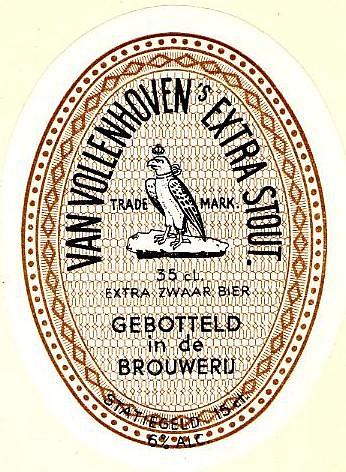 VAN VOLLENHOVEN'S EXTRA STOUT.
TRADE MARK.
35 cL.
EXTRA ZWAAR BIER
GEBOTTELD
in de
BROUWERIJ
STATIEGELD 15 ct.
6% Alc.